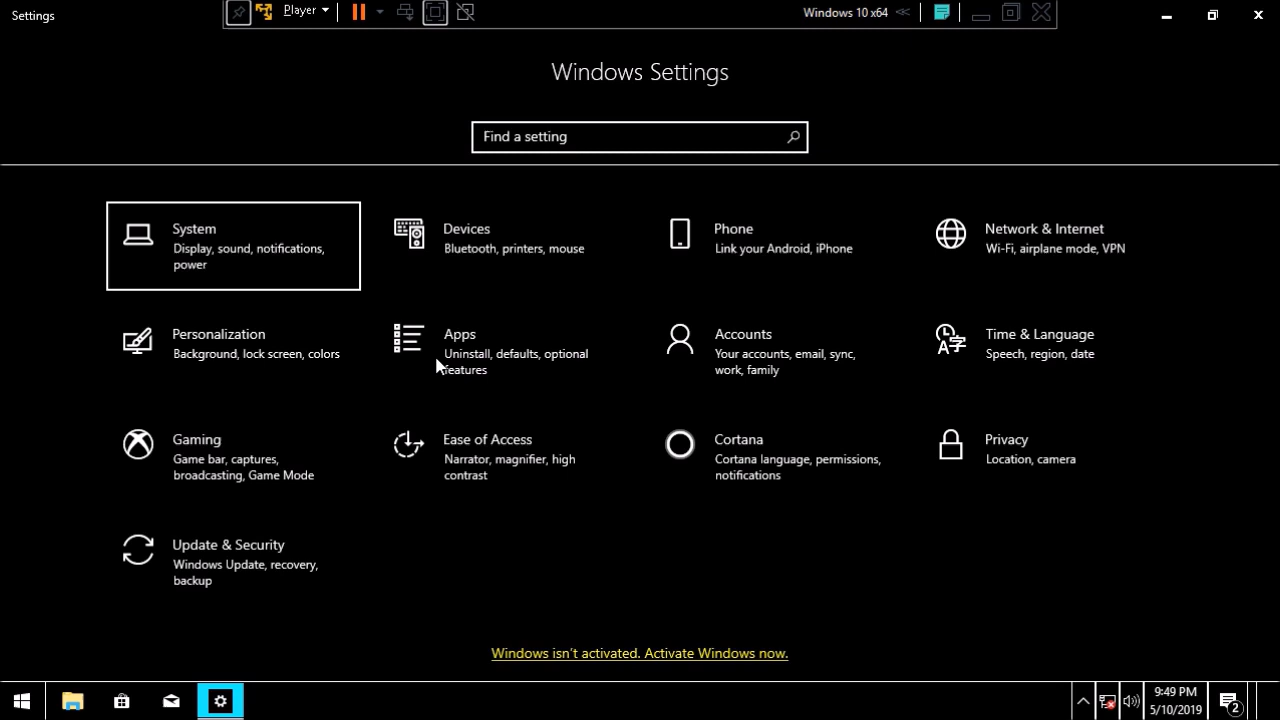 Settings
Player
Windows 10 x64
Windows Settings
Find a setting
System
Display, sound, notifications,
power
Devices
Bluetooth, printers, mouse
Phone
Link your Android, iPhone
Network & Internet
Wi-Fi, airplane mode, VPN
Personalization
Background, lock screen, colors
Apps
Uninstall, defaults, optional
features
Accounts
Your accounts, email, sync,
work, family
Time & Language
Speech, region, date
Gaming
Game bar, captures,
broadcasting, Game Mode
Ease of Access
Narrator, magnifier, high
contrast
Cortana
Cortana language, permissions,
notifications
Privacy
Location, camera
Update & Security
Windows Update, recovery,
backup
Windows isn't activated. Activate Windows now.
9:49 PM
5/10/2019
2